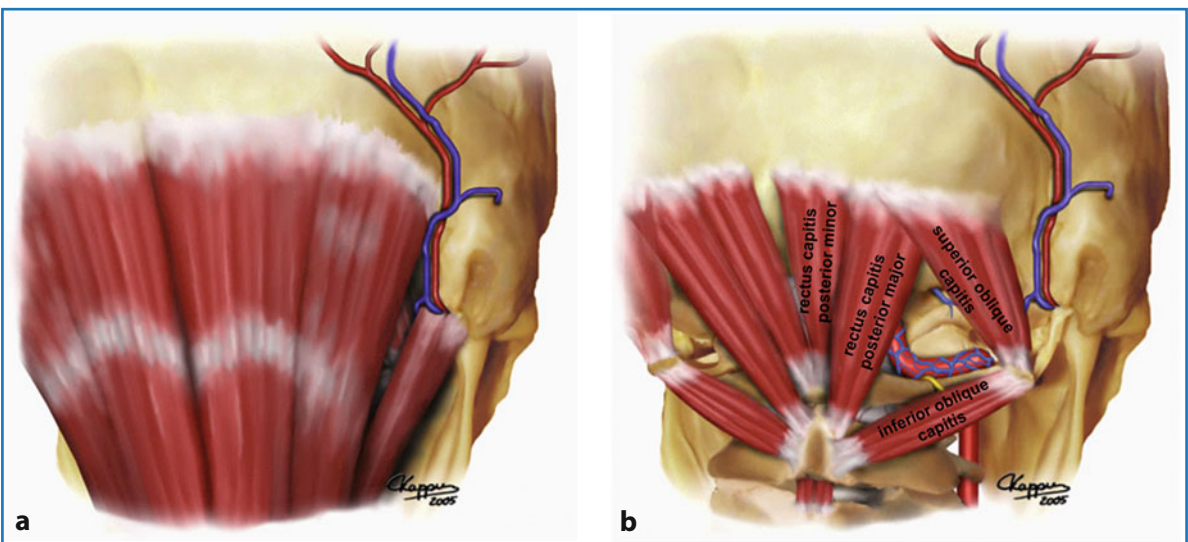 a
CKappus
2005
rectus capitis
posterior minor
rectus capitis
posterior major
superior oblique
capitis
inferior oblique
capitis
b
CKappus
2005